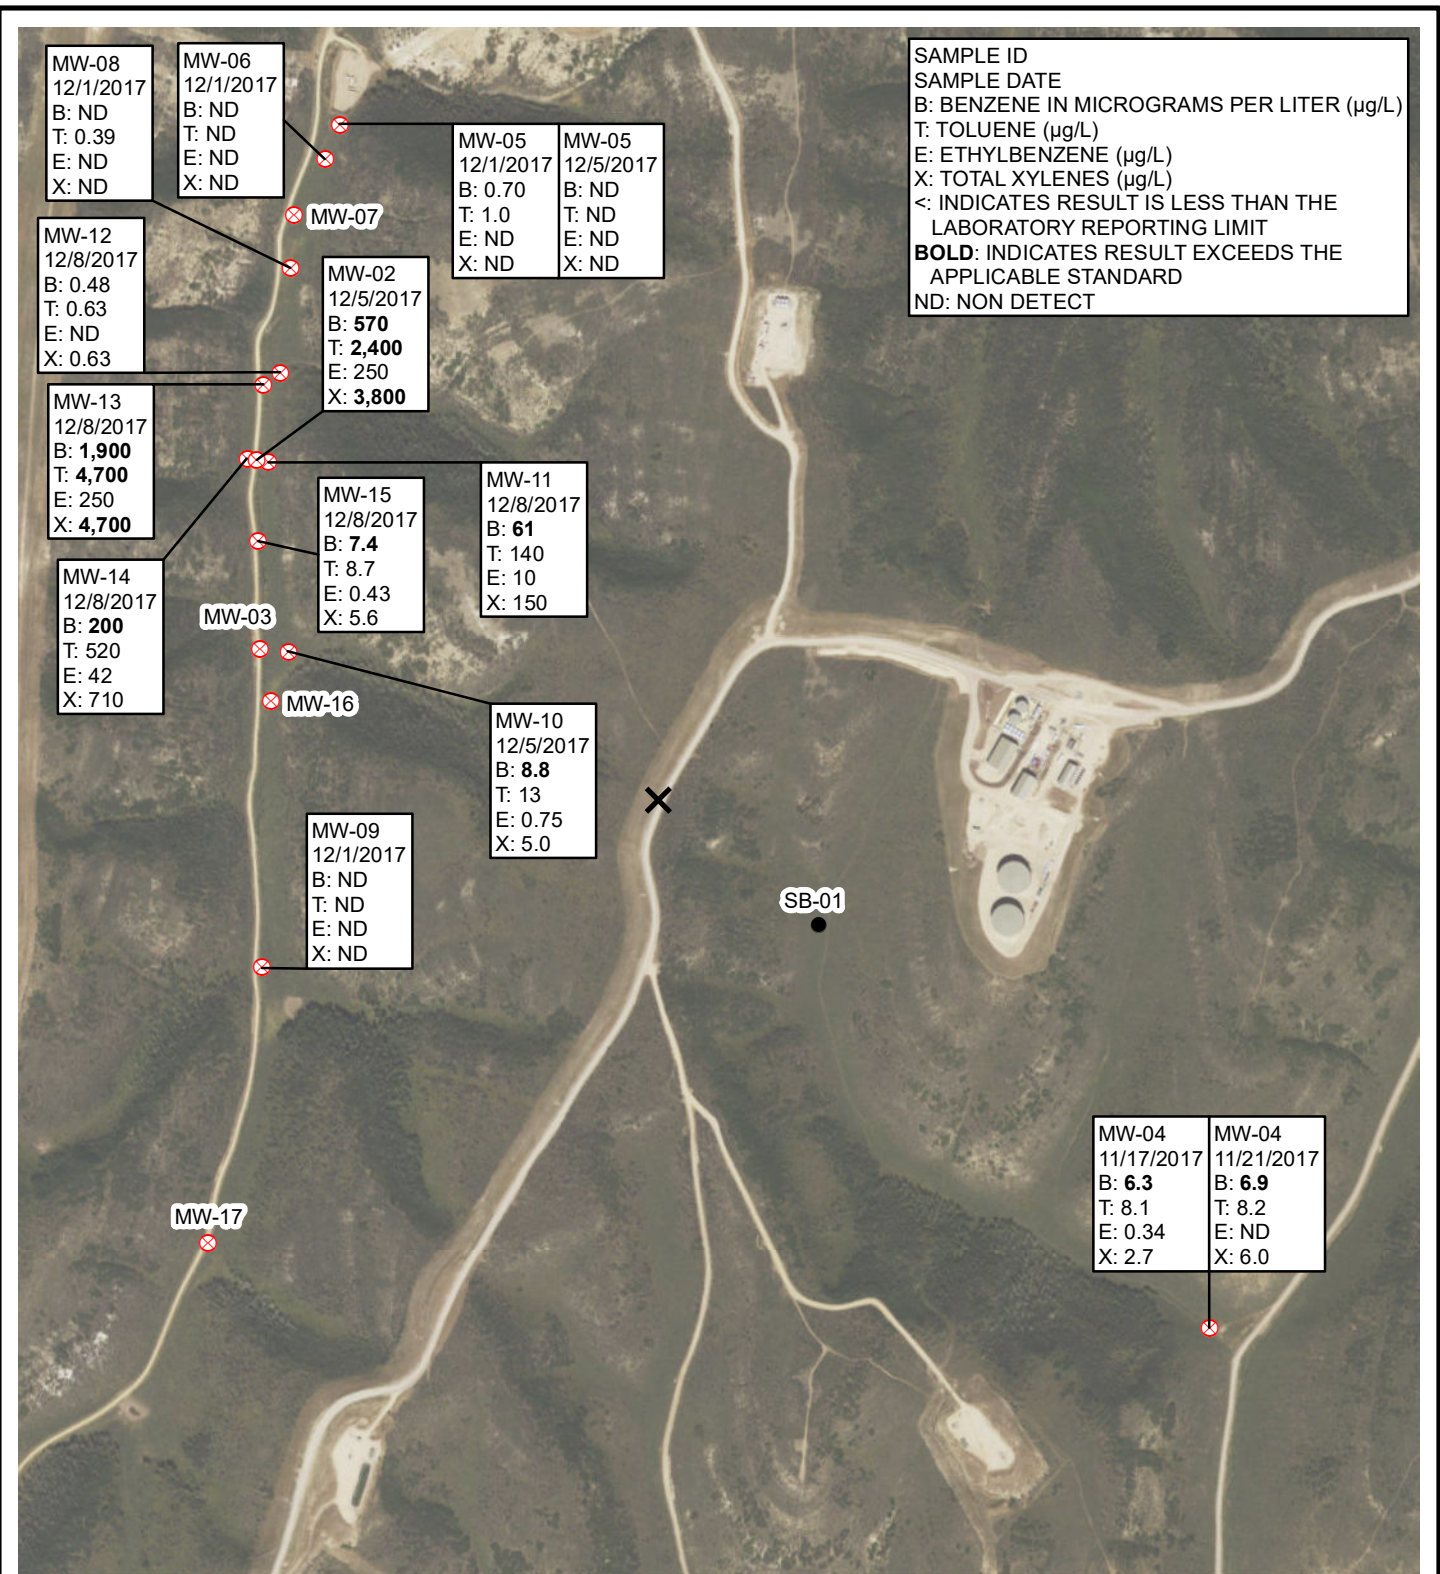 MW-08
12/1/2017
B: ND
T: 0.39
E: ND
X: ND
MW-06
12/1/2017
B: ND
T: ND
E: ND
X: ND
MW-05
12/1/2017
B: 0.70
T: 1.0
E: ND
X: ND
MW-05
12/5/2017
B: ND
T: ND
E: ND
X: ND
SAMPLE ID
SAMPLE DATE
B: BENZENE IN MICROGRAMS PER LITER (µg/L)
T: TOLUENE (µg/L)
E: ETHYLBENZENE (µg/L)
X: TOTAL XYLENES (µg/L)
<: INDICATES RESULT IS LESS THAN THE
LABORATORY REPORTING LIMIT
BOLD: INDICATES RESULT EXCEEDS THE
APPLICABLE STANDARD
ND: NON DETECT
MW-07
MW-12
12/8/2017
B: 0.48
T: 0.63
E: ND
X: 0.63
MW-02
12/5/2017
B: 570
T: 2,400
E: 250
X: 3,800
MW-13
12/8/2017
B: 1,900
T: 4,700
E: 250
X: 4,700
MW-15
12/8/2017
B: 7.4
T: 8.7
E: 0.43
X: 5.6
MW-11
12/8/2017
B: 61
T: 140
E: 10
X: 150
MW-14
12/8/2017
B: 200
T: 520
E: 42
X: 710
MW-03
MW-16
MW-10
12/5/2017
B: 8.8
T: 13
E: 0.75
X: 5.0
MW-09
12/1/2017
B: ND
T: ND
E: ND
X: ND
SB-01
MW-04
11/17/2017
B: 6.3
T: 8.1
E: 0.34
X: 2.7
MW-04
11/21/2017
B: 6.9
T: 8.2
E: ND
X: 6.0
MW-17